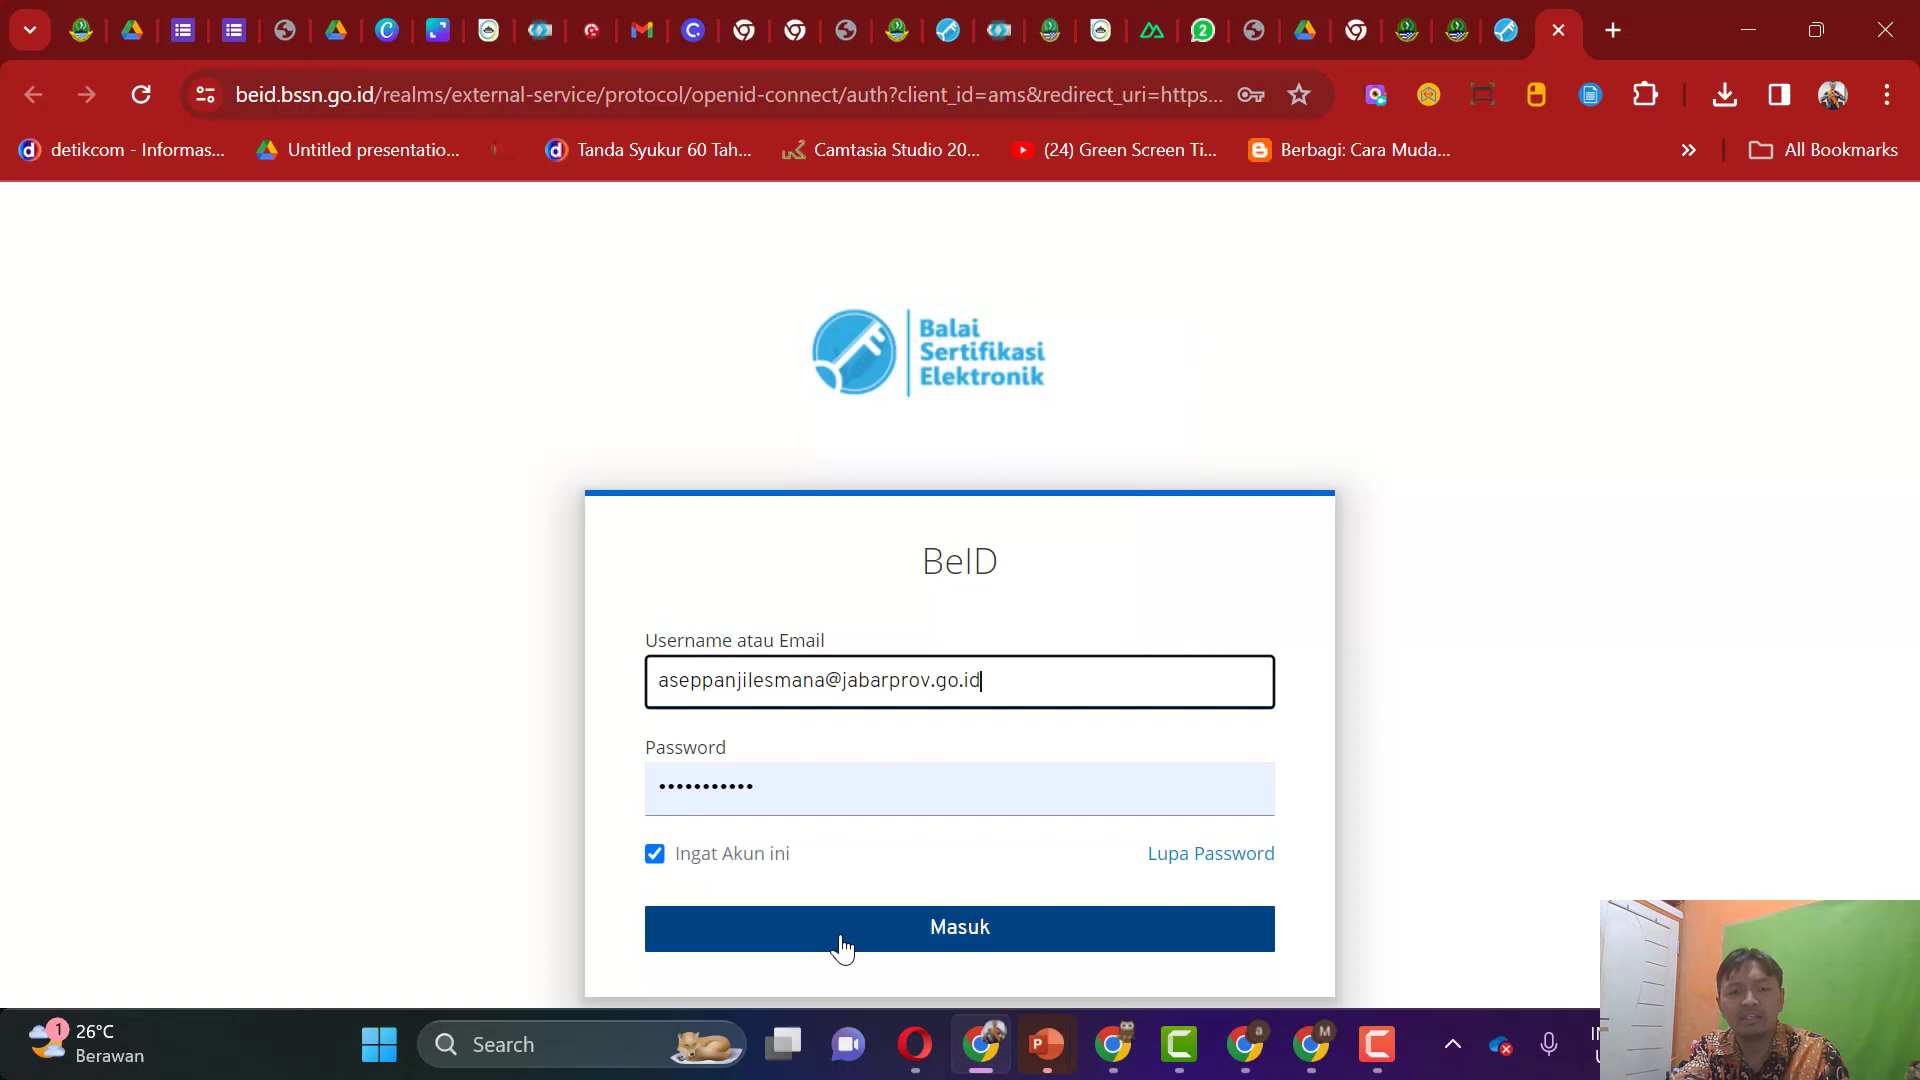 2
beid.bssn.go.id/realms/external-service/protocol/openid-connect/auth?client_id=ams&redirect_uri=https...
detikcom - Informas...
Untitled presentatio...
Tanda Syukur 60 Tah...
Camtasia Studio 20...
(24) Green Screen Ti...
Berbagi: Cara Muda...
All Bookmarks
Balai
Sertifikasi
Elektronik
BeID
Username atau Email
aseppanjilesmana@jabarprov.go.id
Password
•••••••••••
Ingat Akun ini
Lupa Password
Masuk
1
26°C
Berawan
Search